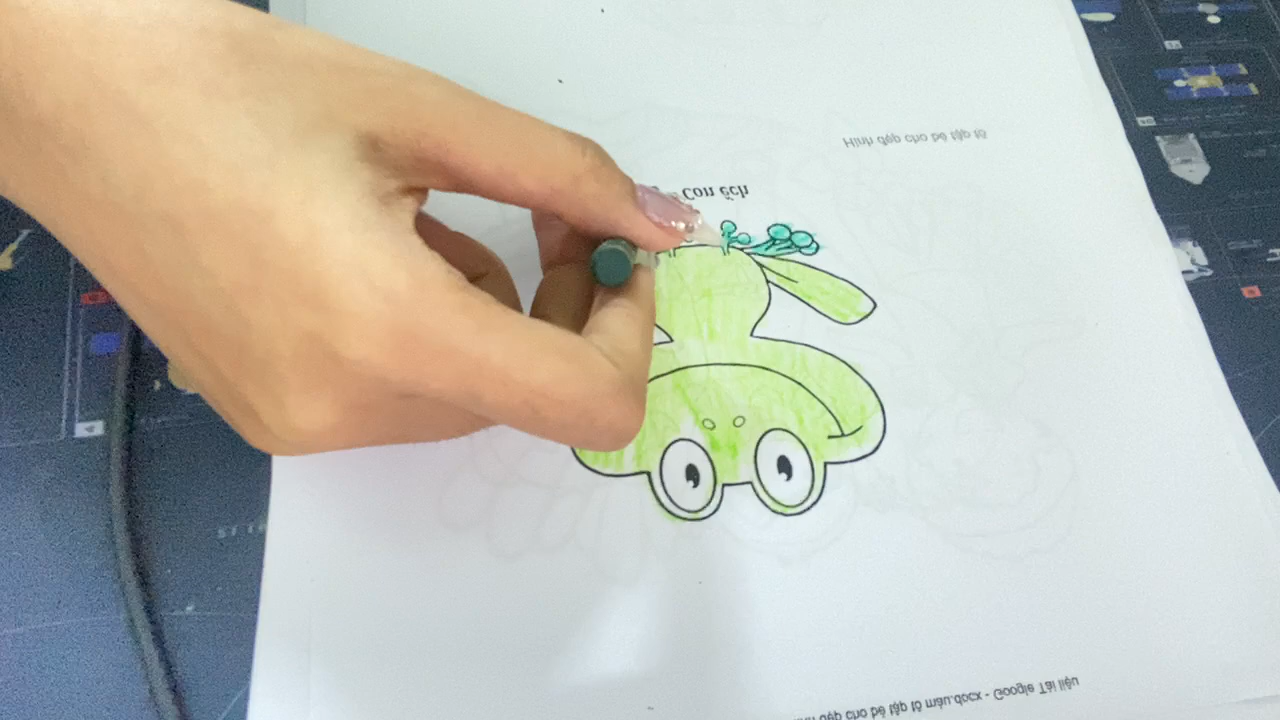 Hình đẹp cho bé tập tô
Con ếch
đẹp cho bé tập tô màu.docx - Google Tài liệu